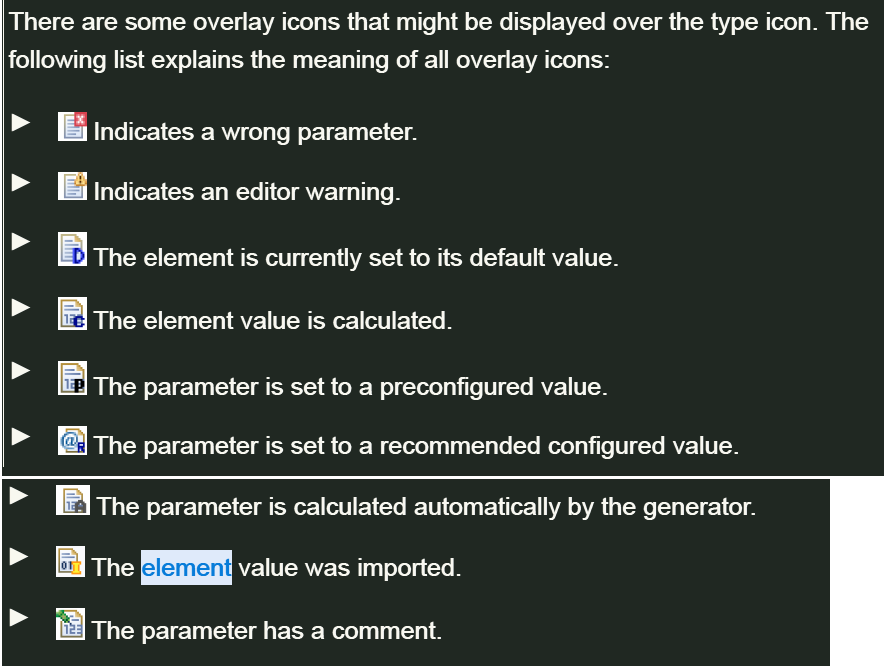 There are some overlay icons that might be displayed over the type icon. The
following list explains the meaning of all overlay icons:
Indicates a wrong parameter.
Indicates an editor warning.
D The element is currently set to its default value.
C The element value is calculated.
P The parameter is set to a preconfigured value.
@R The parameter is set to a recommended configured value.
The parameter is calculated automatically by the generator.
The element value was imported.
123 The parameter has a comment.